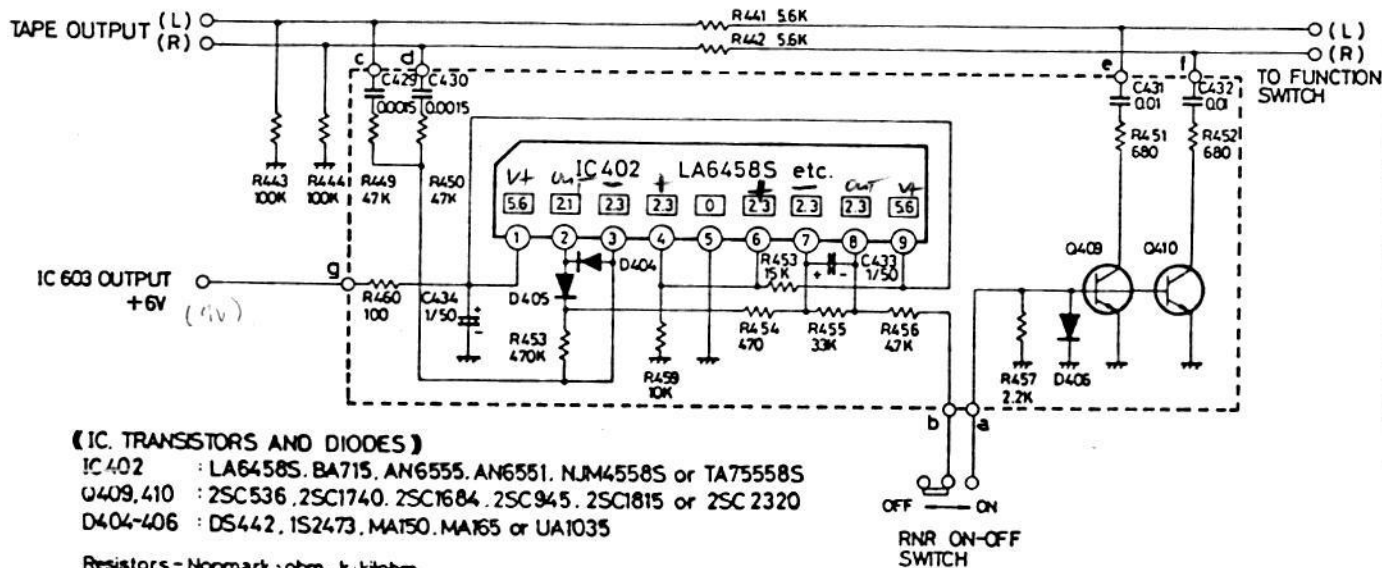 TAPE OUTPUT (L)
(R)
R441 5.6K
R442 5.6K
(L)
(R)
TO FUNCTION
SWITCH
c
d
e
f
C429
0.0015
C430
0.0015
C431
0.01
C432
0.01
R451
680
R452
680
R443
100K
R444
100K
R449
47K
R450
47K
IC402 LA6458S etc.
V+ - + + - OUT V+
5.6 2.1 2.3 2.3 0 2.3 2.3 2.3 5.6
1 2 3 4 5 6 7 8 9
D404
R453
15K
+ -
C433
1/50
Q409
Q410
IC 603 OUTPUT
+6V
g
R460
100
C434
1/50
+
-
D405
R453
470K
R454
470
R455
33K
R456
47K
R459
10K
R457
2.2K
D406
b
a
OFF ON
RNR ON-OFF
SWITCH
(IC. TRANSISTORS AND DIODES)
IC402 : LA6458S. BA715. AN6555. AN6551. NJM4558S or TA75558S
Q409,410 : 2SC536 .2SC1740. 2SC1684 .2SC945. 2SC1815 or 2SC2320
D404-406 : DS442, 1S2473, MA150. MA165 or UA1035
Resistors - Nonmark : ohm, k : kilohm